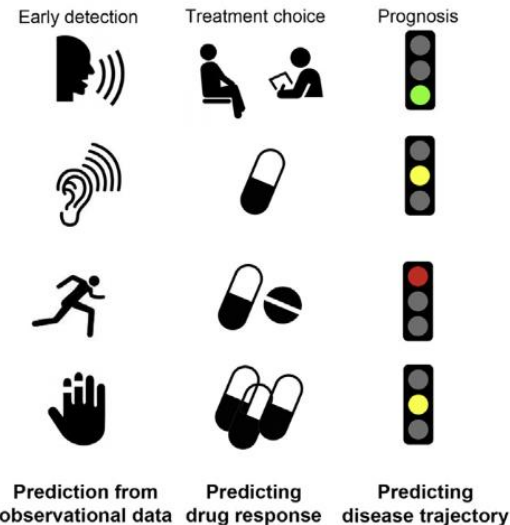 Early detection
Treatment choice
Prognosis
Prediction from
observational data
Predicting
drug response
Predicting
disease trajectory